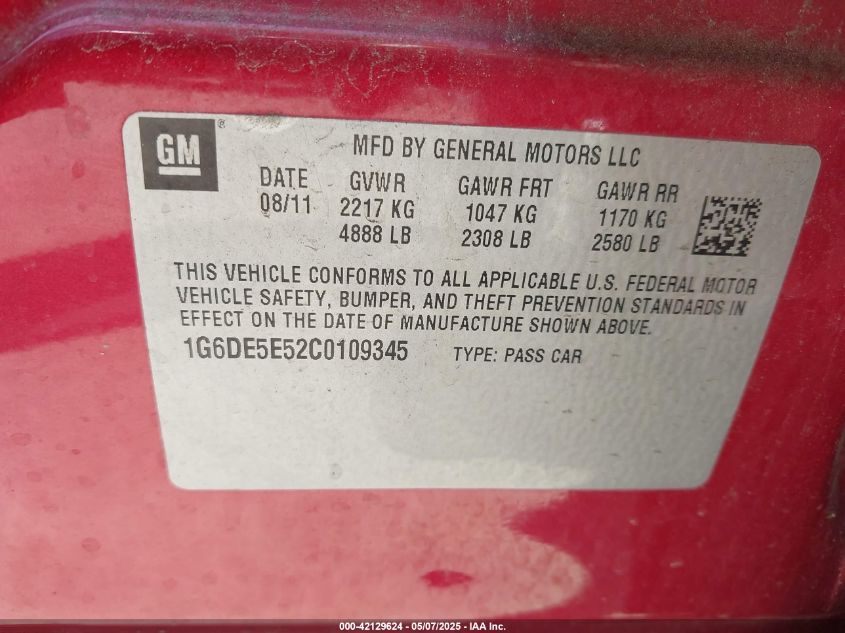 GM ®
MFD BY GENERAL MOTORS LLC
DATE GVWR GAWR FRT GAWR RR
08/11 2217 KG 1047 KG 1170 KG
4888 LB 2308 LB 2580 LB
THIS VEHICLE CONFORMS TO ALL APPLICABLE U.S. FEDERAL MOTOR
VEHICLE SAFETY, BUMPER, AND THEFT PREVENTION STANDARDS IN
EFFECT ON THE DATE OF MANUFACTURE SHOWN ABOVE.
1G6DE5E52C0109345 TYPE: PASS CAR
000-42129624 - 05/07/2025 - IAA Inc.